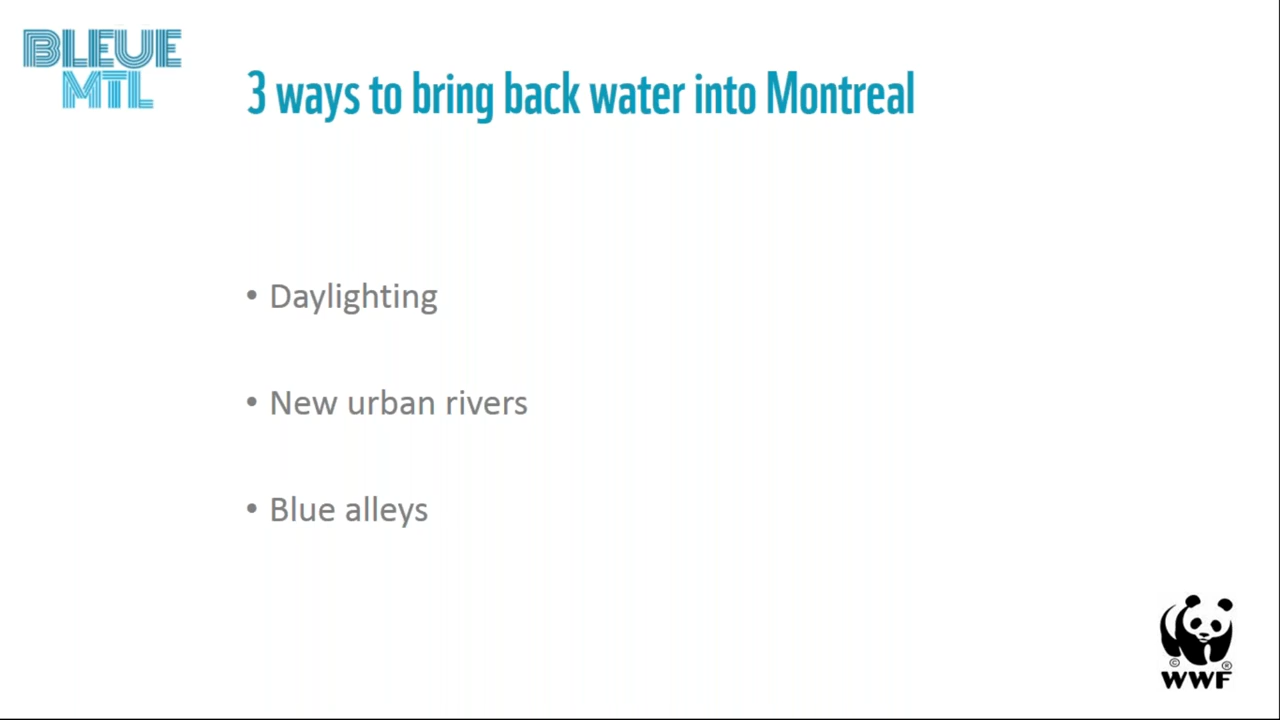 BLEUE
MTL
3 ways to bring back water into Montreal
• Daylighting
• New urban rivers
• Blue alleys
© ®
WWF